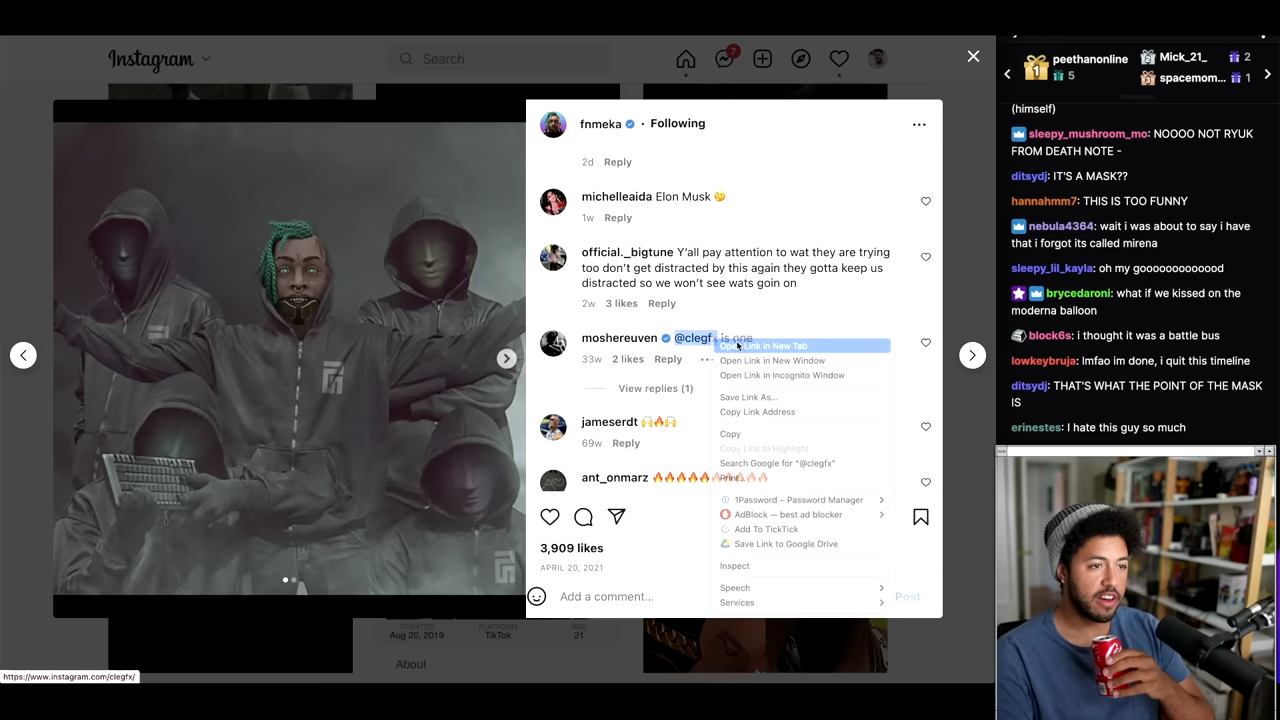 Instagram
Search
7
fnmeka • Following
2d Reply
michelleaida Elon Musk 🤔
1w Reply
official._bigtune Y'all pay attention to wat they are trying
too don't get distracted by this again they gotta keep us
distracted so we won't see wats goin on
2w 3 likes Reply
moshereuven @clegfx is one
33w 2 likes Reply
View replies (1)
jameserdt 🙌🔥🙌
69w Reply
ant_onmarz 🔥🔥🔥🔥🔥🔥🔥🔥🔥🔥
3,909 likes
APRIL 20, 2021
Add a comment...
Post
Open Link in New Tab
Open Link in New Window
Open Link in Incognito Window
Save Link As...
Copy Link Address
Copy
Copy Link to Highlight
Search Google for "@clegfx"
Print...
1Password – Password Manager
AdBlock — best ad blocker
Add To TickTick
Save Link to Google Drive
Inspect
Speech
Services
CREATED PLATFORM AGE
Aug 20, 2019 TikTok 21
About
https://www.instagram.com/clegfx/
1 peethanonline
5
2 Mick_21_ 2
3 spacemom... 1
(himself)
sleepy_mushroom_mo: NOOOO NOT RYUK
FROM DEATH NOTE -
ditsydj: IT'S A MASK??
hannahmm7: THIS IS TOO FUNNY
nebula4364: wait i was about to say i have
that i forgot its called mirena
sleepy_lil_kayla: oh my gooooooooooood
brycedaroni: what if we kissed on the
moderna balloon
block6s: i thought it was a battle bus
lowkeybruja: lmfao im done, i quit this timeline
ditsydj: THAT'S WHAT THE POINT OF THE MASK
IS
erinestes: I hate this guy so much